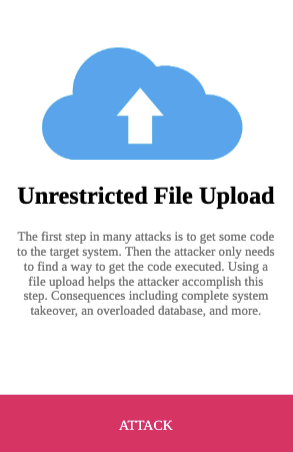 Unrestricted File Upload
The first step in many attacks is to get some code
to the target system. Then the attacker only needs
to find a way to get the code executed. Using a
file upload helps the attacker accomplish this
step. Consequences including complete system
takeover, an overloaded database, and more.
ATTACK